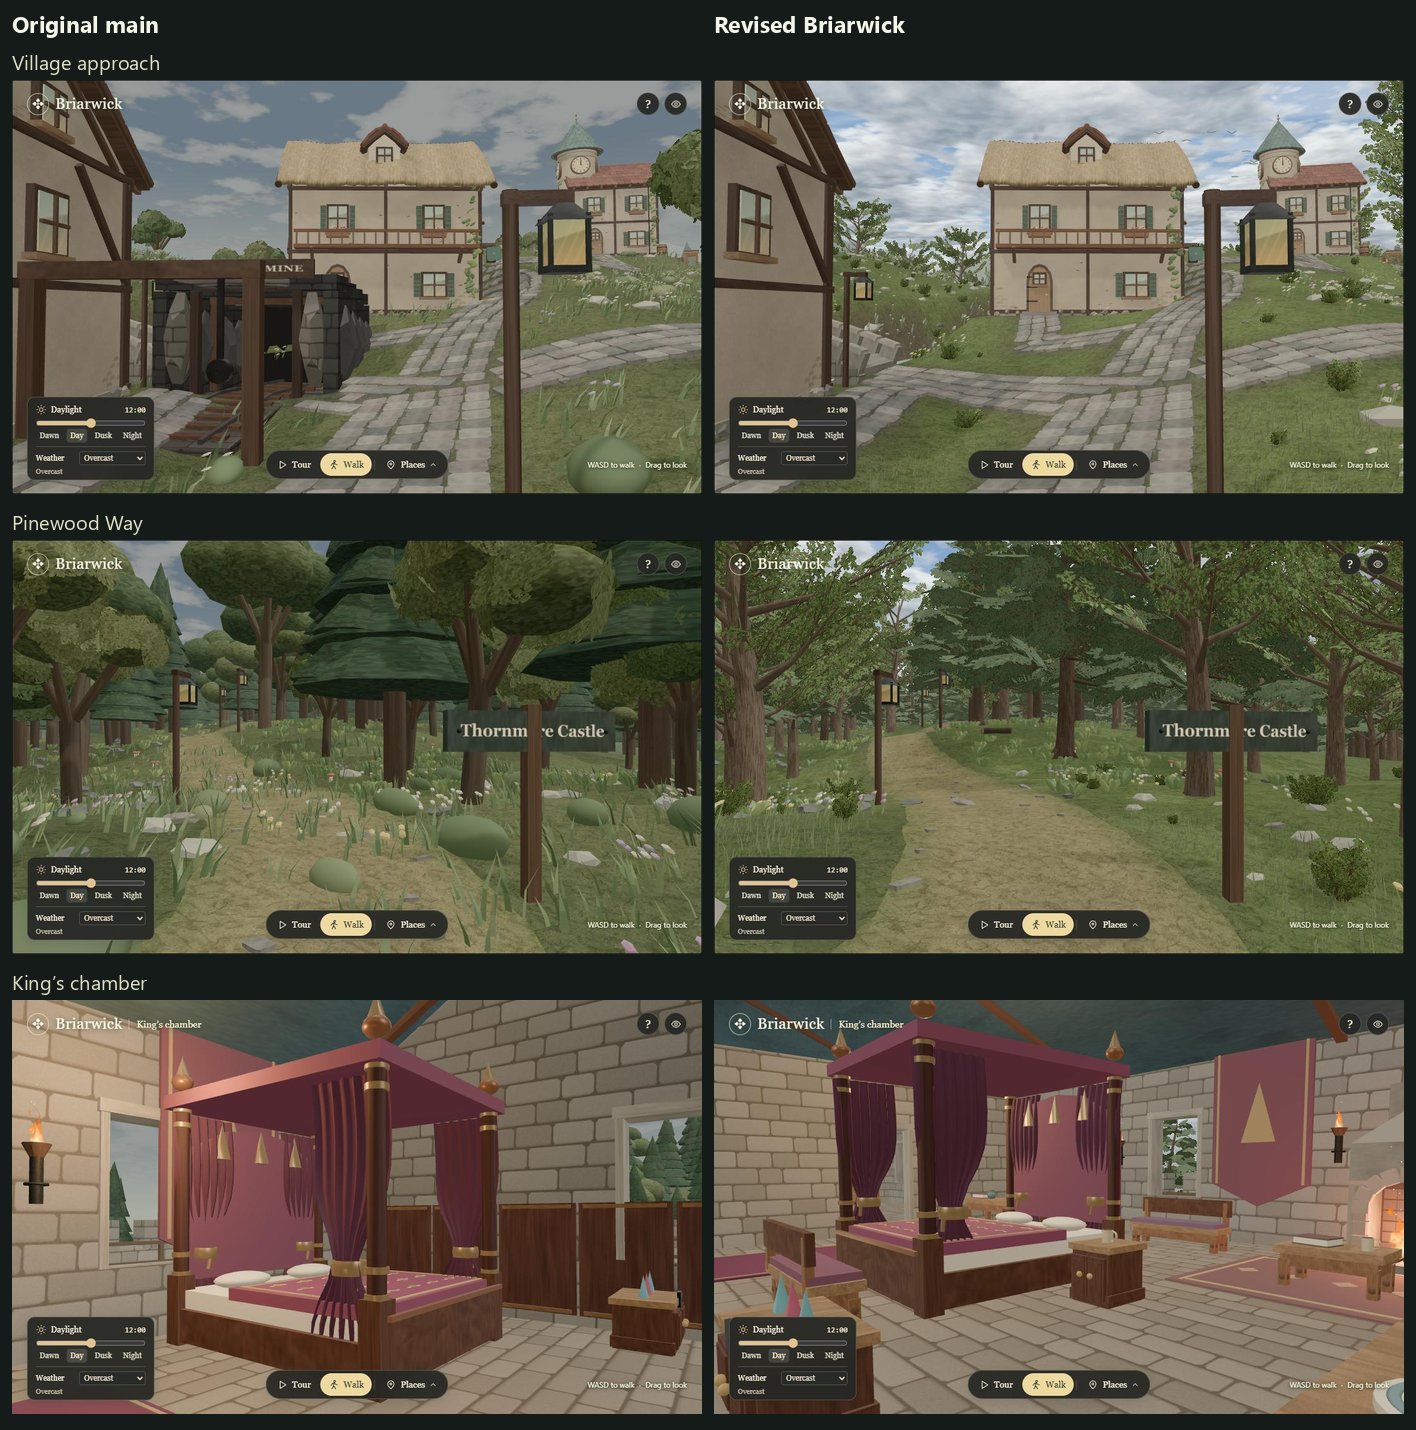 Original main
Revised Briarwick
Village approach
Briarwick
?
MINE
Daylight 12:00
Dawn Day Dusk Night
Weather Overcast
Overcast
Tour Walk Places
WASD to walk · Drag to look
Briarwick
?
Daylight 12:00
Dawn Day Dusk Night
Weather Overcast
Overcast
Tour Walk Places
WASD to walk · Drag to look
Pinewood Way
Briarwick
?
Castle
Daylight 12:00
Dawn Day Dusk Night
Weather Overcast
Overcast
Tour Walk Places
WASD to walk · Drag to look
Briarwick
?
Castle
Daylight 12:00
Dawn Day Dusk Night
Weather Overcast
Overcast
Tour Walk Places
WASD to walk · Drag to look
King's chamber
Briarwick | King's chamber
?
Daylight 12:00
Dawn Day Dusk Night
Weather Overcast
Overcast
Tour Walk Places
WASD to walk · Drag to look
Briarwick | King's chamber
?
Daylight 12:00
Dawn Day Dusk Night
Weather Overcast
Overcast
Tour Walk Places
WASD to walk · Drag to look